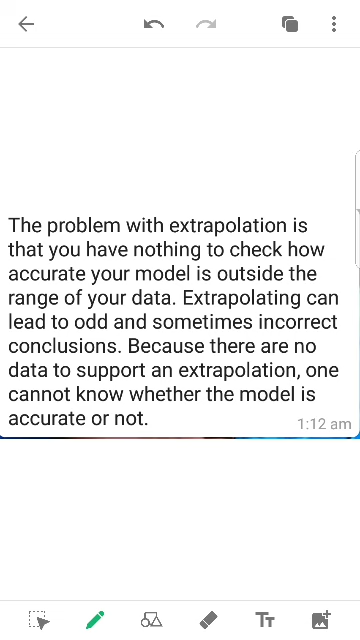 The problem with extrapolation is
that you have nothing to check how
accurate your model is outside the
range of your data. Extrapolating can
lead to odd and sometimes incorrect
conclusions. Because there are no
data to support an extrapolation, one
cannot know whether the model is
accurate or not.
1:12 am
TT